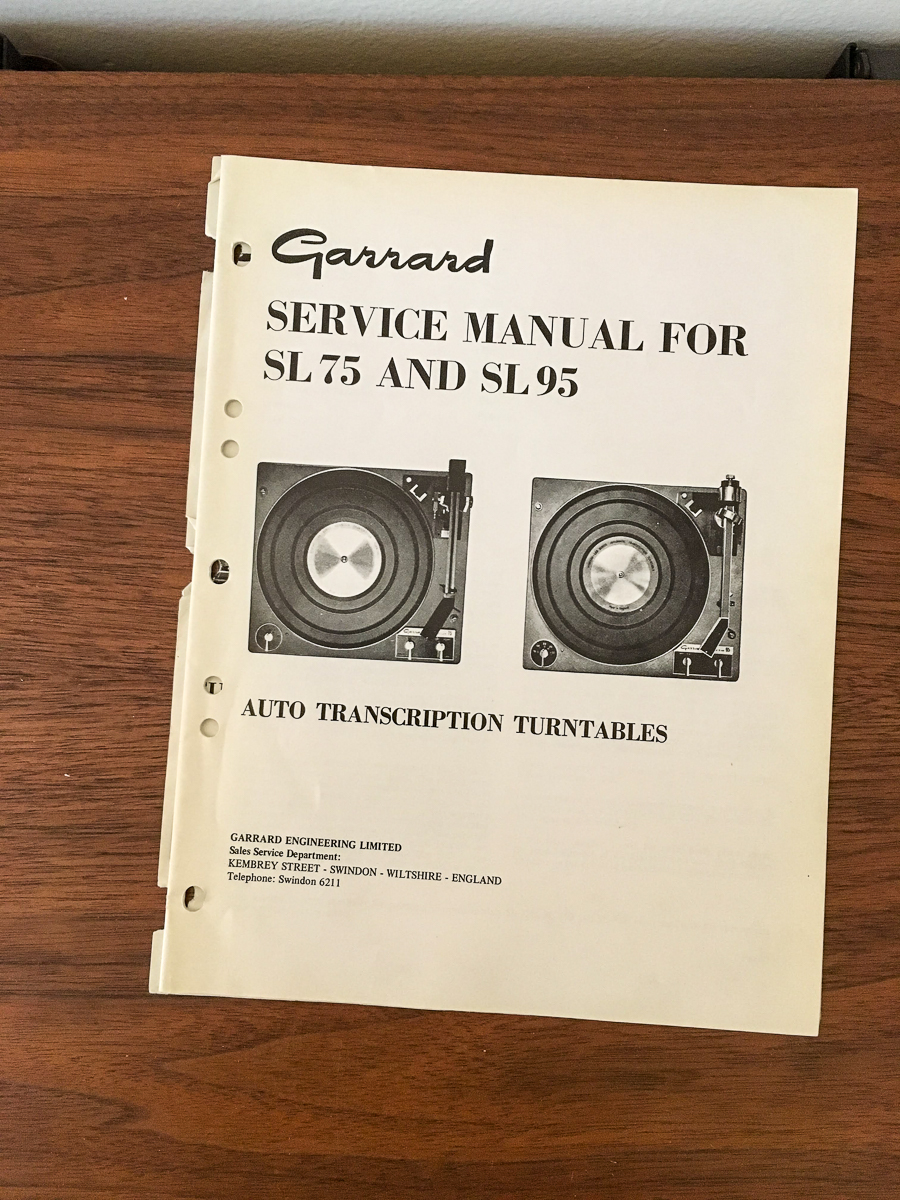 Garrard
SERVICE MANUAL FOR
SL 75 AND SL 95
AUTO TRANSCRIPTION TURNTABLES
GARRARD ENGINEERING LIMITED
Sales Service Department:
KEMBREY STREET - SWINDON - WILTSHIRE - ENGLAND
Telephone: Swindon 6211